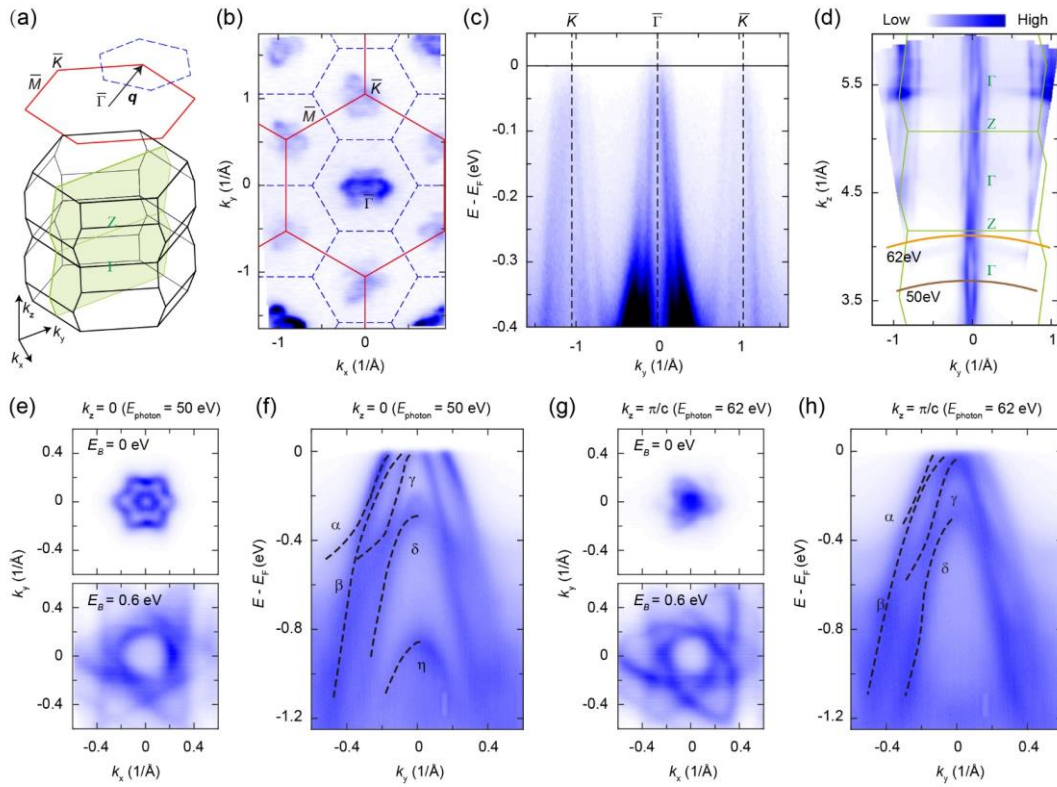 (a)
K̅
M̅
Γ̅
q
Z
Γ
k_z
k_y
k_x
(b)
k_y (1/Å)
1
0
-1
M̅
K̅
Γ̅
-1
0
k_x (1/Å)
(c)
K̅
Γ̅
K̅
E - E_F (eV)
0
-0.1
-0.2
-0.3
-0.4
-1
0
1
k_y (1/Å)
(d)
Low
High
k_z (1/Å)
5.5
4.5
3.5
Γ
Z
Γ
Z
Γ
62eV
50eV
-1
0
1
k_y (1/Å)
(e)
k_z = 0 (E_photon = 50 eV)
E_B = 0 eV
0.4
0
-0.4
k_y (1/Å)
E_B = 0.6 eV
0.4
0
-0.4
-0.4
0
0.4
k_x (1/Å)
(f)
k_z = 0 (E_photon = 50 eV)
E - E_F (eV)
0
-0.4
-0.8
-1.2
α
β
γ
δ
η
-0.4
0
0.4
k_y (1/Å)
(g)
k_z = π/c (E_photon = 62 eV)
E_B = 0 eV
0.4
0
-0.4
k_y (1/Å)
E_B = 0.6 eV
0.4
0
-0.4
-0.4
0
0.4
k_x (1/Å)
(h)
k_z = π/c (E_photon = 62 eV)
E - E_F (eV)
0
-0.4
-0.8
-1.2
α
β
γ
δ
-0.4
0
0.4
k_y (1/Å)